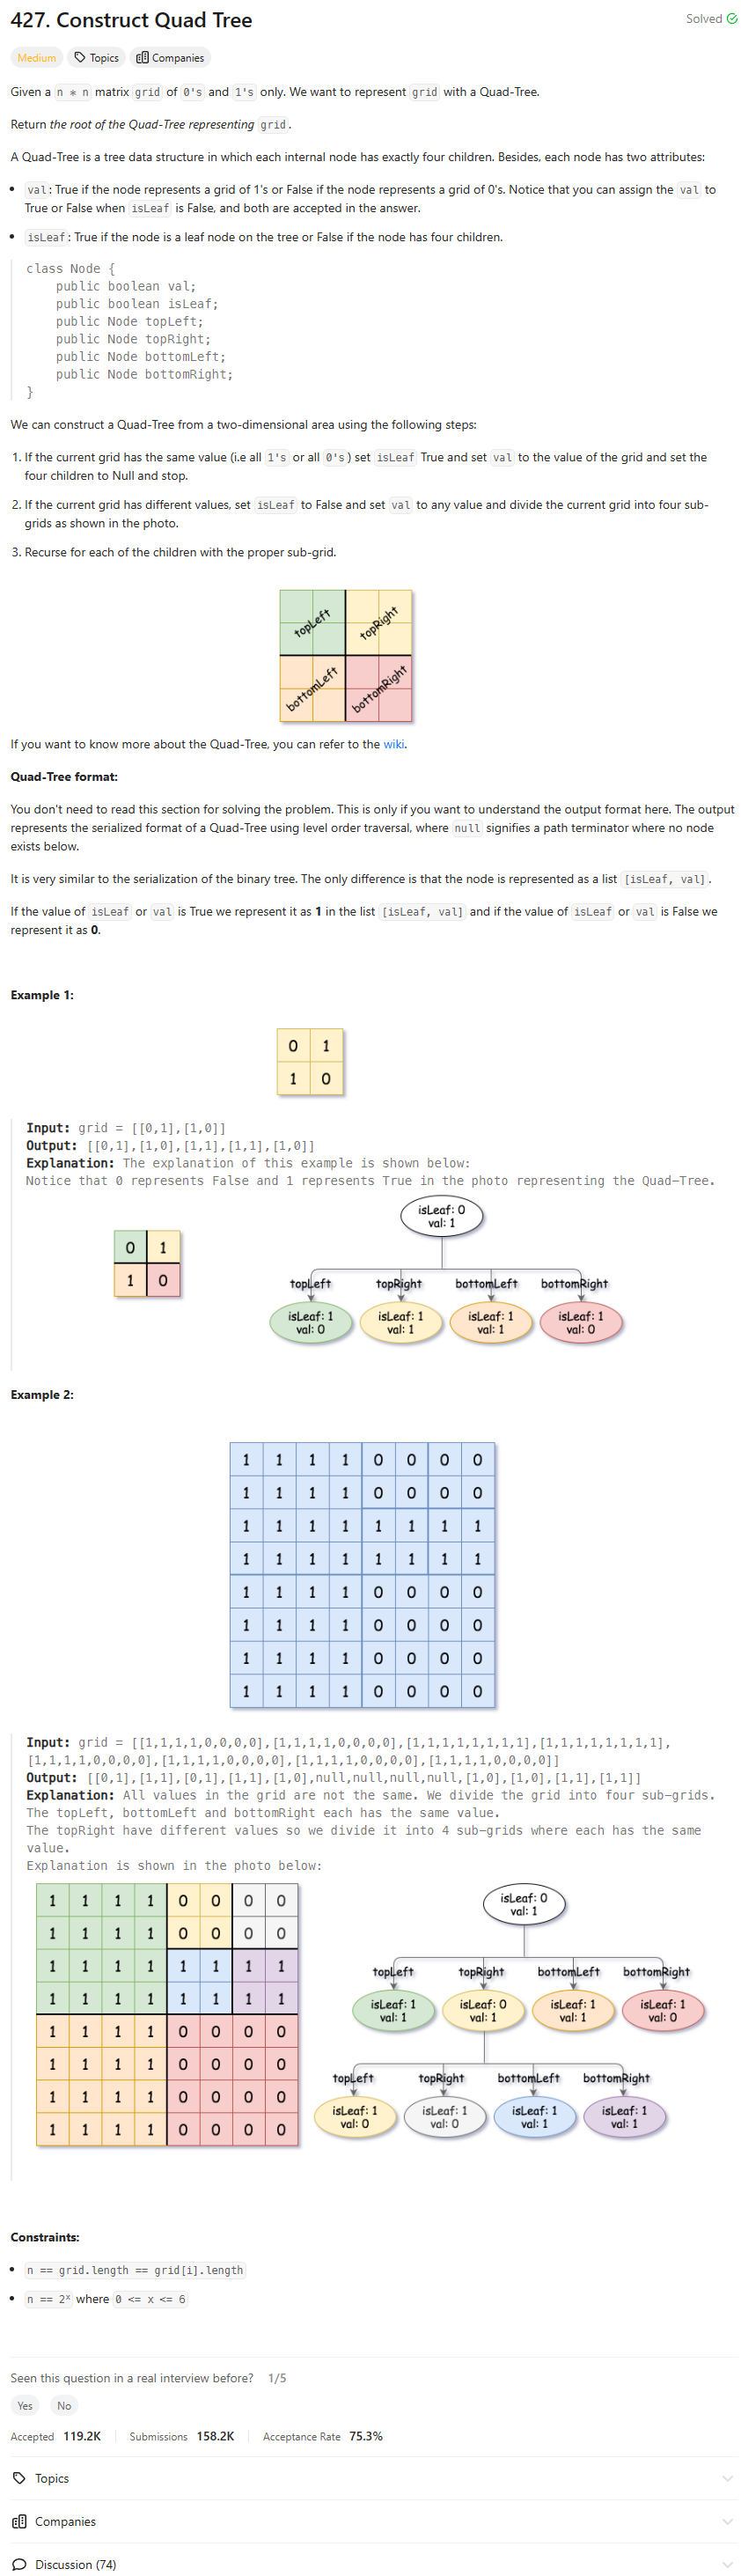 427. Construct Quad Tree
Solved
Medium Topics Companies
Given a n * n matrix grid of 0's and 1's only. We want to represent grid with a Quad-Tree.
Return the root of the Quad-Tree representing grid.
A Quad-Tree is a tree data structure in which each internal node has exactly four children. Besides, each node has two attributes:
• val: True if the node represents a grid of 1's or False if the node represents a grid of 0's. Notice that you can assign the val to
True or False when isLeaf is False, and both are accepted in the answer.
• isLeaf: True if the node is a leaf node on the tree or False if the node has four children.
class Node {
    public boolean val;
    public boolean isLeaf;
    public Node topLeft;
    public Node topRight;
    public Node bottomLeft;
    public Node bottomRight;
}
We can construct a Quad-Tree from a two-dimensional area using the following steps:
1. If the current grid has the same value (i.e all 1's or all 0's) set isLeaf True and set val to the value of the grid and set the
four children to Null and stop.
2. If the current grid has different values, set isLeaf to False and set val to any value and divide the current grid into four sub-
grids as shown in the photo.
3. Recurse for each of the children with the proper sub-grid.
topLeft topRight
bottomLeft bottomRight
If you want to know more about the Quad-Tree, you can refer to the wiki.
Quad-Tree format:
You don't need to read this section for solving the problem. This is only if you want to understand the output format here. The output
represents the serialized format of a Quad-Tree using level order traversal, where null signifies a path terminator where no node
exists below.
It is very similar to the serialization of the binary tree. The only difference is that the node is represented as a list [isLeaf, val].
If the value of isLeaf or val is True we represent it as 1 in the list [isLeaf, val] and if the value of isLeaf or val is False we
represent it as 0.
Example 1:
0 1
1 0
Input: grid = [[0,1],[1,0]]
Output: [[0,1],[1,0],[1,1],[1,1],[1,0]]
Explanation: The explanation of this example is shown below:
Notice that 0 represents False and 1 represents True in the photo representing the Quad-Tree.
isLeaf: 0
val: 1
0 1
1 0
topLeft topRight bottomLeft bottomRight
isLeaf: 1 isLeaf: 1 isLeaf: 1 isLeaf: 1
val: 0 val: 1 val: 1 val: 0
Example 2:
1 1 1 1 0 0 0 0
1 1 1 1 0 0 0 0
1 1 1 1 1 1 1 1
1 1 1 1 1 1 1 1
1 1 1 1 0 0 0 0
1 1 1 1 0 0 0 0
1 1 1 1 0 0 0 0
1 1 1 1 0 0 0 0
Input: grid = [[1,1,1,1,0,0,0,0],[1,1,1,1,0,0,0,0],[1,1,1,1,1,1,1,1],[1,1,1,1,1,1,1,1],
[1,1,1,1,0,0,0,0],[1,1,1,1,0,0,0,0],[1,1,1,1,0,0,0,0],[1,1,1,1,0,0,0,0]]
Output: [[0,1],[1,1],[0,1],[1,1],[1,0],null,null,null,null,[1,0],[1,0],[1,1],[1,1]]
Explanation: All values in the grid are not the same. We divide the grid into four sub-grids.
The topLeft, bottomLeft and bottomRight each has the same value.
The topRight have different values so we divide it into 4 sub-grids where each has the same
value.
Explanation is shown in the photo below:
1 1 1 1 0 0 0 0
1 1 1 1 0 0 0 0
1 1 1 1 1 1 1 1
1 1 1 1 1 1 1 1
1 1 1 1 0 0 0 0
1 1 1 1 0 0 0 0
1 1 1 1 0 0 0 0
1 1 1 1 0 0 0 0
isLeaf: 0
val: 1
topLeft topRight bottomLeft bottomRight
isLeaf: 1 isLeaf: 0 isLeaf: 1 isLeaf: 1
val: 1 val: 1 val: 1 val: 0
topLeft topRight bottomLeft bottomRight
isLeaf: 1 isLeaf: 1 isLeaf: 1 isLeaf: 1
val: 0 val: 0 val: 1 val: 1
Constraints:
• n == grid.length == grid[i].length
• n == 2ˣ where 0 <= x <= 6
Seen this question in a real interview before? 1/5
Yes No
Accepted 119.2K Submissions 158.2K Acceptance Rate 75.3%
Topics
Companies
Discussion (74)